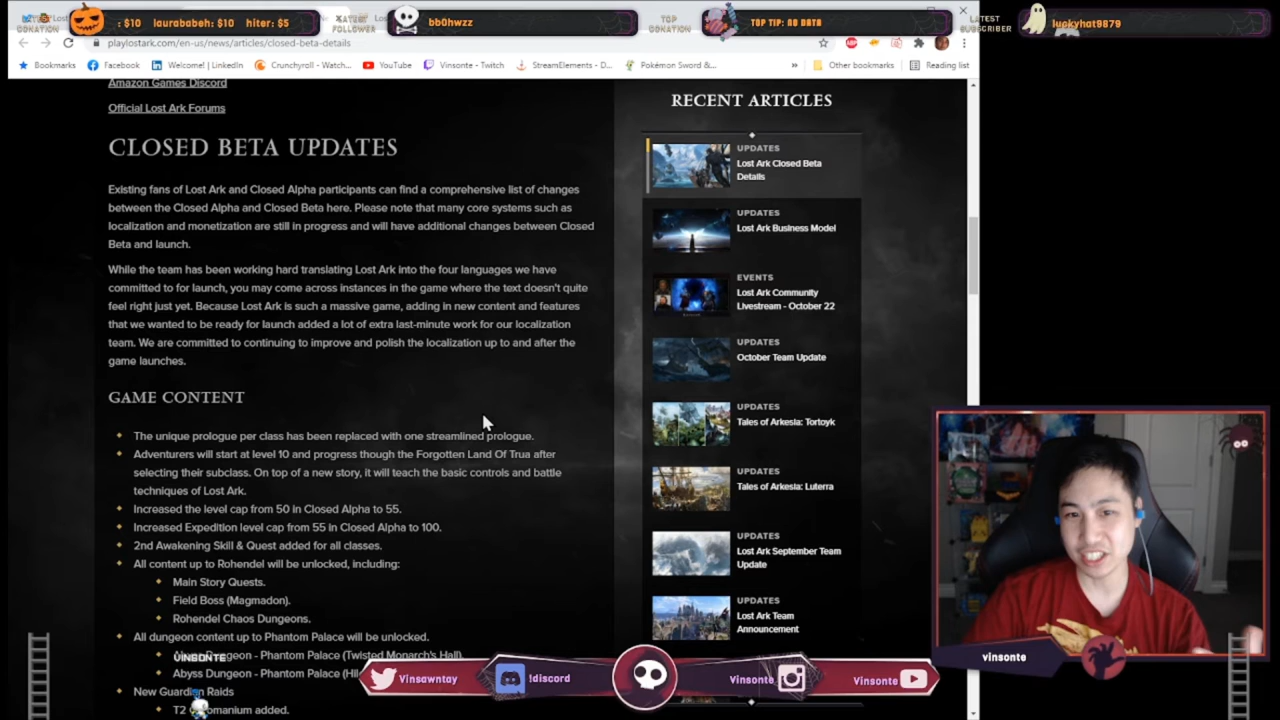 : $10 laurababeh: $10 hiter: $5
DONATION
LATEST
FOLLOWER
bb0hwzz
TOP
DONATION
TOP TIP: NO DATA
LATEST
SUBSCRIBER
luckyhat9879
playlostark.com/en-us/news/articles/closed-beta-details
Bookmarks
Facebook
Welcome! | LinkedIn
Crunchyroll - Watch...
YouTube
Vinsonte - Twitch
StreamElements - D...
Pokémon Sword &...
»
Other bookmarks
Reading list
Amazon Games Discord
Official Lost Ark Forums
CLOSED BETA UPDATES
Existing fans of Lost Ark and Closed Alpha participants can find a comprehensive list of changes
between the Closed Alpha and Closed Beta here. Please note that many core systems such as
localization and monetization are still in progress and will have additional changes between Closed
Beta and launch.
While the team has been working hard translating Lost Ark into the four languages we have
committed to for launch, you may come across instances in the game where the text doesn't quite
feel right just yet. Because Lost Ark is such a massive game, adding in new content and features
that we wanted to be ready for launch added a lot of extra last-minute work for our localization
team. We are committed to continuing to improve and polish the localization up to and after the
game launches.
GAME CONTENT
The unique prologue per class has been replaced with one streamlined prologue.
Adventurers will start at level 10 and progress though the Forgotten Land Of Trua after
selecting their subclass. On top of a new story, it will teach the basic controls and battle
techniques of Lost Ark.
Increased the level cap from 50 in Closed Alpha to 55.
Increased Expedition level cap from 55 in Closed Alpha to 100.
2nd Awakening Skill & Quest added for all classes.
All content up to Rohendel will be unlocked, including:
Main Story Quests.
Field Boss (Magmadon).
Rohendel Chaos Dungeons.
All dungeon content up to Phantom Palace will be unlocked.
Dungeon - Phantom Palace (Twisted Monarch's Hall).
VINSONTE
Abyss Dungeon - Phantom Palace
New Guardian Raids
T2 added.
RECENT ARTICLES
UPDATES
Lost Ark Closed Beta
Details
UPDATES
Lost Ark Business Model
EVENTS
Lost Ark Community
Livestream - October 22
UPDATES
October Team Update
UPDATES
Tales of Arkesia: Tortoyk
UPDATES
Tales of Arkesia: Luterra
UPDATES
Lost Ark September Team
Update
UPDATES
Lost Ark Team
Announcement
vinsonte
Vinsawntay
!discord
Vinsonte
Vinsonte